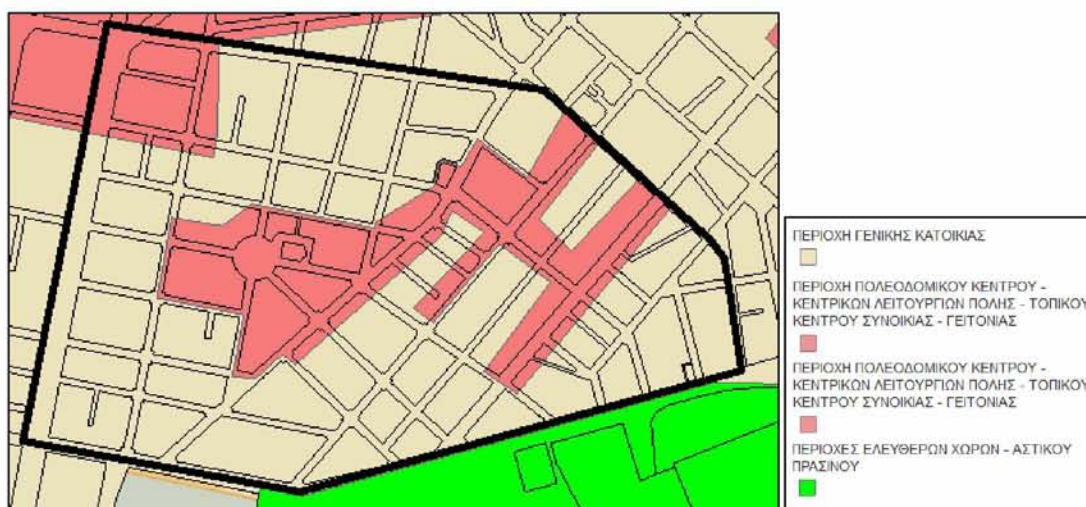 ΠΕΡΙΟΧΗ ΓΕΝΙΚΗΣ ΚΑΤΟΙΚΙΑΣ
ΠΕΡΙΟΧΗ ΠΟΛΕΟΔΟΜΙΚΟΥ ΚΕΝΤΡΟΥ -
ΚΕΝΤΡΙΚΩΝ ΛΕΙΤΟΥΡΓΙΩΝ ΠΟΛΗΣ - ΤΟΠΙΚΟΥ
ΚΕΝΤΡΟΥ ΣΥΝΟΙΚΙΑΣ - ΓΕΙΤΟΝΙΑΣ
ΠΕΡΙΟΧΗ ΠΟΛΕΟΔΟΜΙΚΟΥ ΚΕΝΤΡΟΥ -
ΚΕΝΤΡΙΚΩΝ ΛΕΙΤΟΥΡΓΙΩΝ ΠΟΛΗΣ - ΤΟΠΙΚΟΥ
ΚΕΝΤΡΟΥ ΣΥΝΟΙΚΙΑΣ - ΓΕΙΤΟΝΙΑΣ
ΠΕΡΙΟΧΕΣ ΕΛΕΥΘΕΡΩΝ ΧΩΡΩΝ - ΑΣΤΙΚΟΥ
ΠΡΑΣΙΝΟΥ